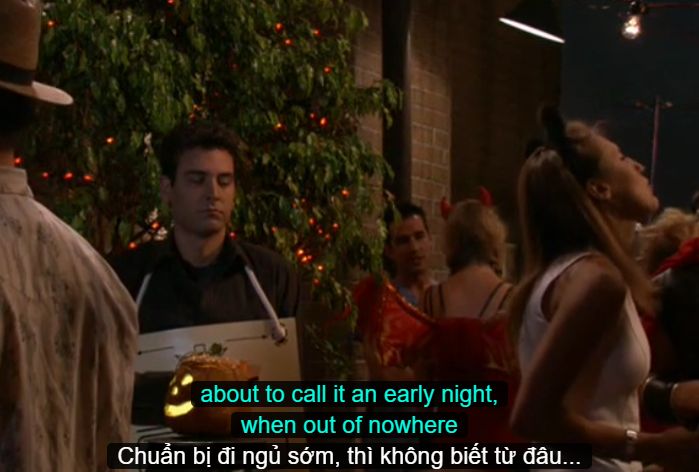 about to call it an early night,
when out of nowhere
Chuẩn bị đi ngủ sớm, thì không biết từ đâu...